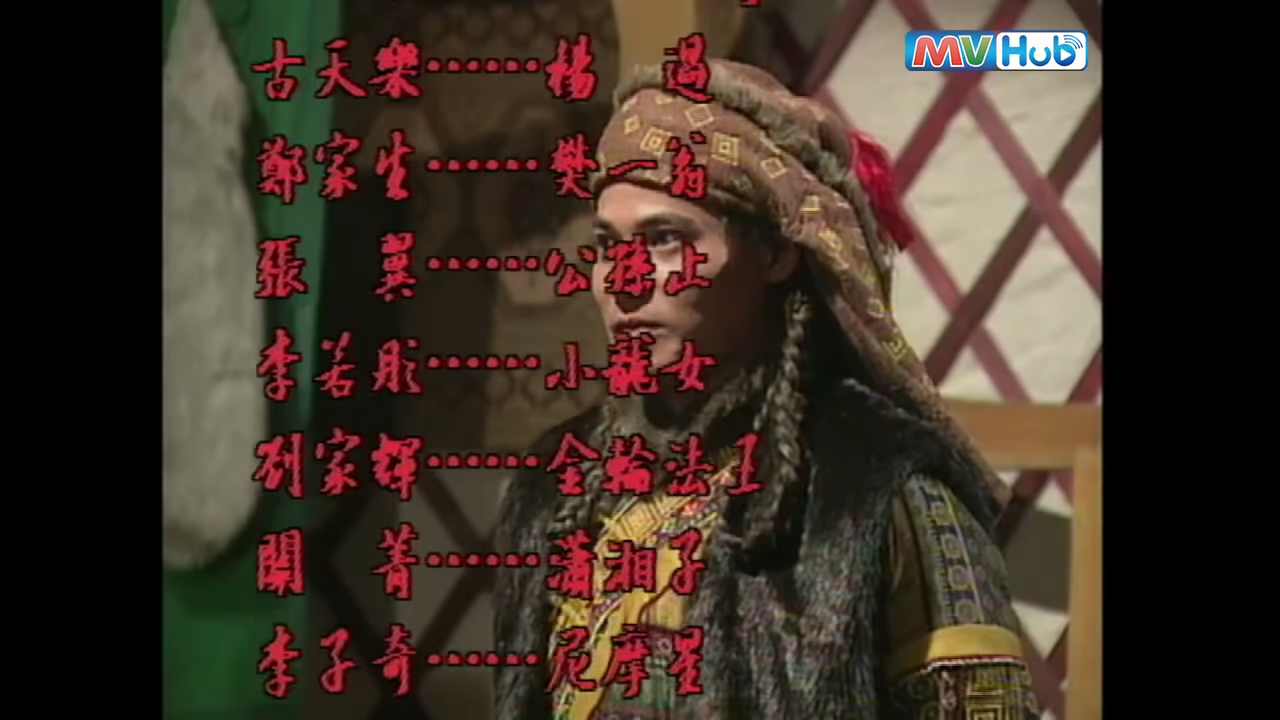 MVHub
古天樂……楊 過
鄭家生……樊一翁
張 翼……公孫止
李若彤……小龍女
劉家輝……金輪法王
關 菁……瀟湘子
李子奇……尼摩星